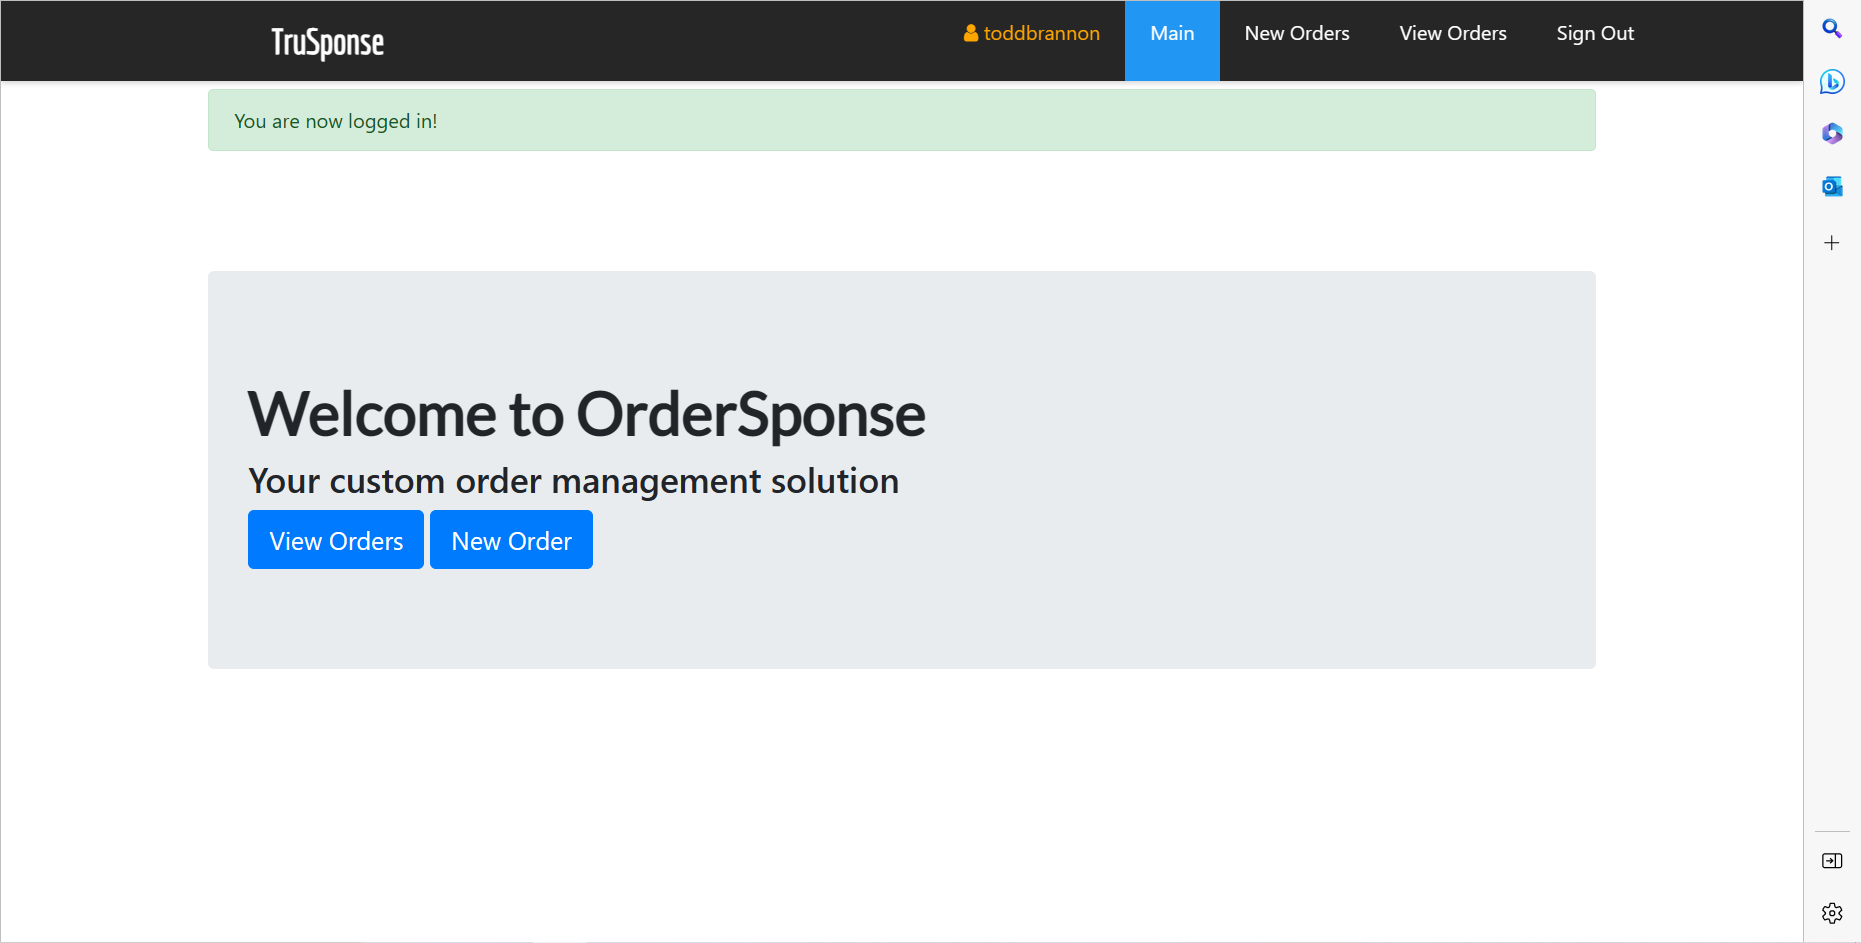 TruSponse
toddbrannon
Main
New Orders
View Orders
Sign Out
You are now logged in!
Welcome to OrderSponse
Your custom order management solution
View Orders
New Order